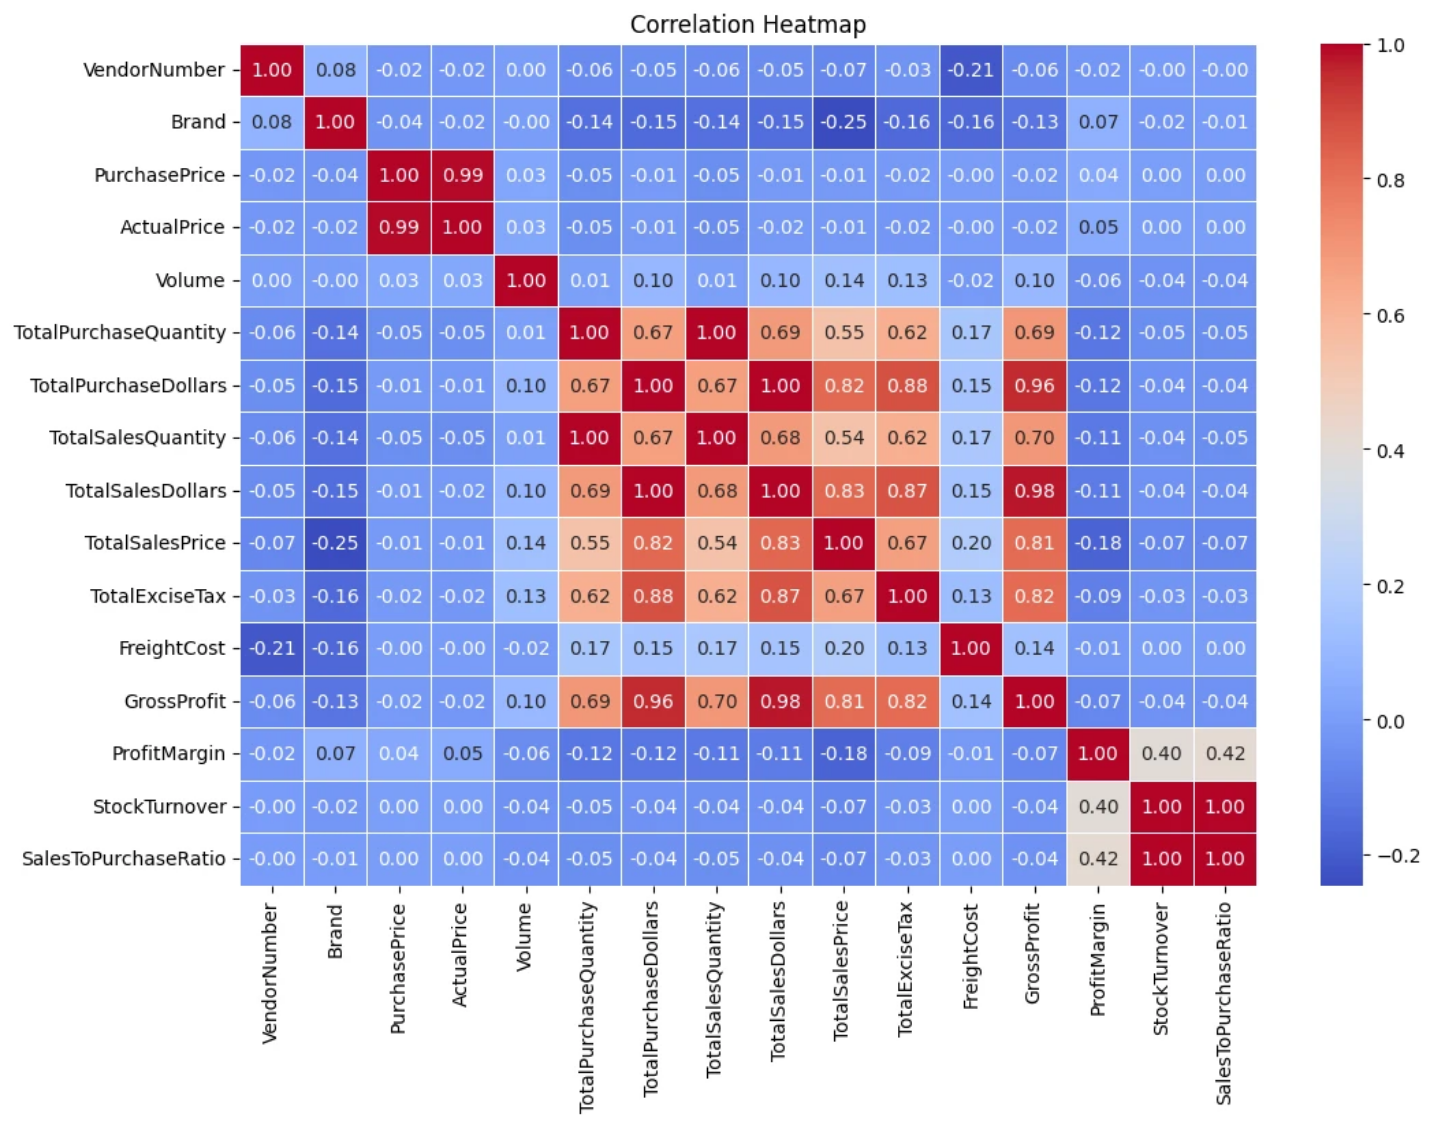 Correlation Heatmap
VendorNumber 1.00 0.08 -0.02 -0.02 0.00 -0.06 -0.05 -0.06 -0.05 -0.07 -0.03 -0.21 -0.06 -0.02 -0.00 -0.00
Brand 0.08 1.00 -0.04 -0.02 -0.00 -0.14 -0.15 -0.14 -0.15 -0.25 -0.16 -0.16 -0.13 0.07 -0.02 -0.01
PurchasePrice -0.02 -0.04 1.00 0.99 0.03 -0.05 -0.01 -0.05 -0.01 -0.01 -0.02 -0.00 -0.02 0.04 0.00 0.00
ActualPrice -0.02 -0.02 0.99 1.00 0.03 -0.05 -0.01 -0.05 -0.02 -0.01 -0.02 -0.00 -0.02 0.05 0.00 0.00
Volume 0.00 -0.00 0.03 0.03 1.00 0.01 0.10 0.01 0.10 0.14 0.13 -0.02 0.10 -0.06 -0.04 -0.04
TotalPurchaseQuantity -0.06 -0.14 -0.05 -0.05 0.01 1.00 0.67 1.00 0.69 0.55 0.62 0.17 0.69 -0.12 -0.05 -0.05
TotalPurchaseDollars -0.05 -0.15 -0.01 -0.01 0.10 0.67 1.00 0.67 1.00 0.82 0.88 0.15 0.96 -0.12 -0.04 -0.04
TotalSalesQuantity -0.06 -0.14 -0.05 -0.05 0.01 1.00 0.67 1.00 0.68 0.54 0.62 0.17 0.70 -0.11 -0.04 -0.05
TotalSalesDollars -0.05 -0.15 -0.01 -0.02 0.10 0.69 1.00 0.68 1.00 0.83 0.87 0.15 0.98 -0.11 -0.04 -0.04
TotalSalesPrice -0.07 -0.25 -0.01 -0.01 0.14 0.55 0.82 0.54 0.83 1.00 0.67 0.20 0.81 -0.18 -0.07 -0.07
TotalExciseTax -0.03 -0.16 -0.02 -0.02 0.13 0.62 0.88 0.62 0.87 0.67 1.00 0.13 0.82 -0.09 -0.03 -0.03
FreightCost -0.21 -0.16 -0.00 -0.00 -0.02 0.17 0.15 0.17 0.15 0.20 0.13 1.00 0.14 -0.01 0.00 0.00
GrossProfit -0.06 -0.13 -0.02 -0.02 0.10 0.69 0.96 0.70 0.98 0.81 0.82 0.14 1.00 -0.07 -0.04 -0.04
ProfitMargin -0.02 0.07 0.04 0.05 -0.06 -0.12 -0.12 -0.11 -0.11 -0.18 -0.09 -0.01 -0.07 1.00 0.40 0.42
StockTurnover -0.00 -0.02 0.00 0.00 -0.04 -0.05 -0.04 -0.04 -0.04 -0.07 -0.03 0.00 -0.04 0.40 1.00 1.00
SalesToPurchaseRatio -0.00 -0.01 0.00 0.00 -0.04 -0.05 -0.04 -0.05 -0.04 -0.07 -0.03 0.00 -0.04 0.42 1.00 1.00
VendorNumber
Brand
PurchasePrice
ActualPrice
Volume
TotalPurchaseQuantity
TotalPurchaseDollars
TotalSalesQuantity
TotalSalesDollars
TotalSalesPrice
TotalExciseTax
FreightCost
GrossProfit
ProfitMargin
StockTurnover
SalesToPurchaseRatio
1.0
0.8
0.6
0.4
0.2
0.0
−0.2